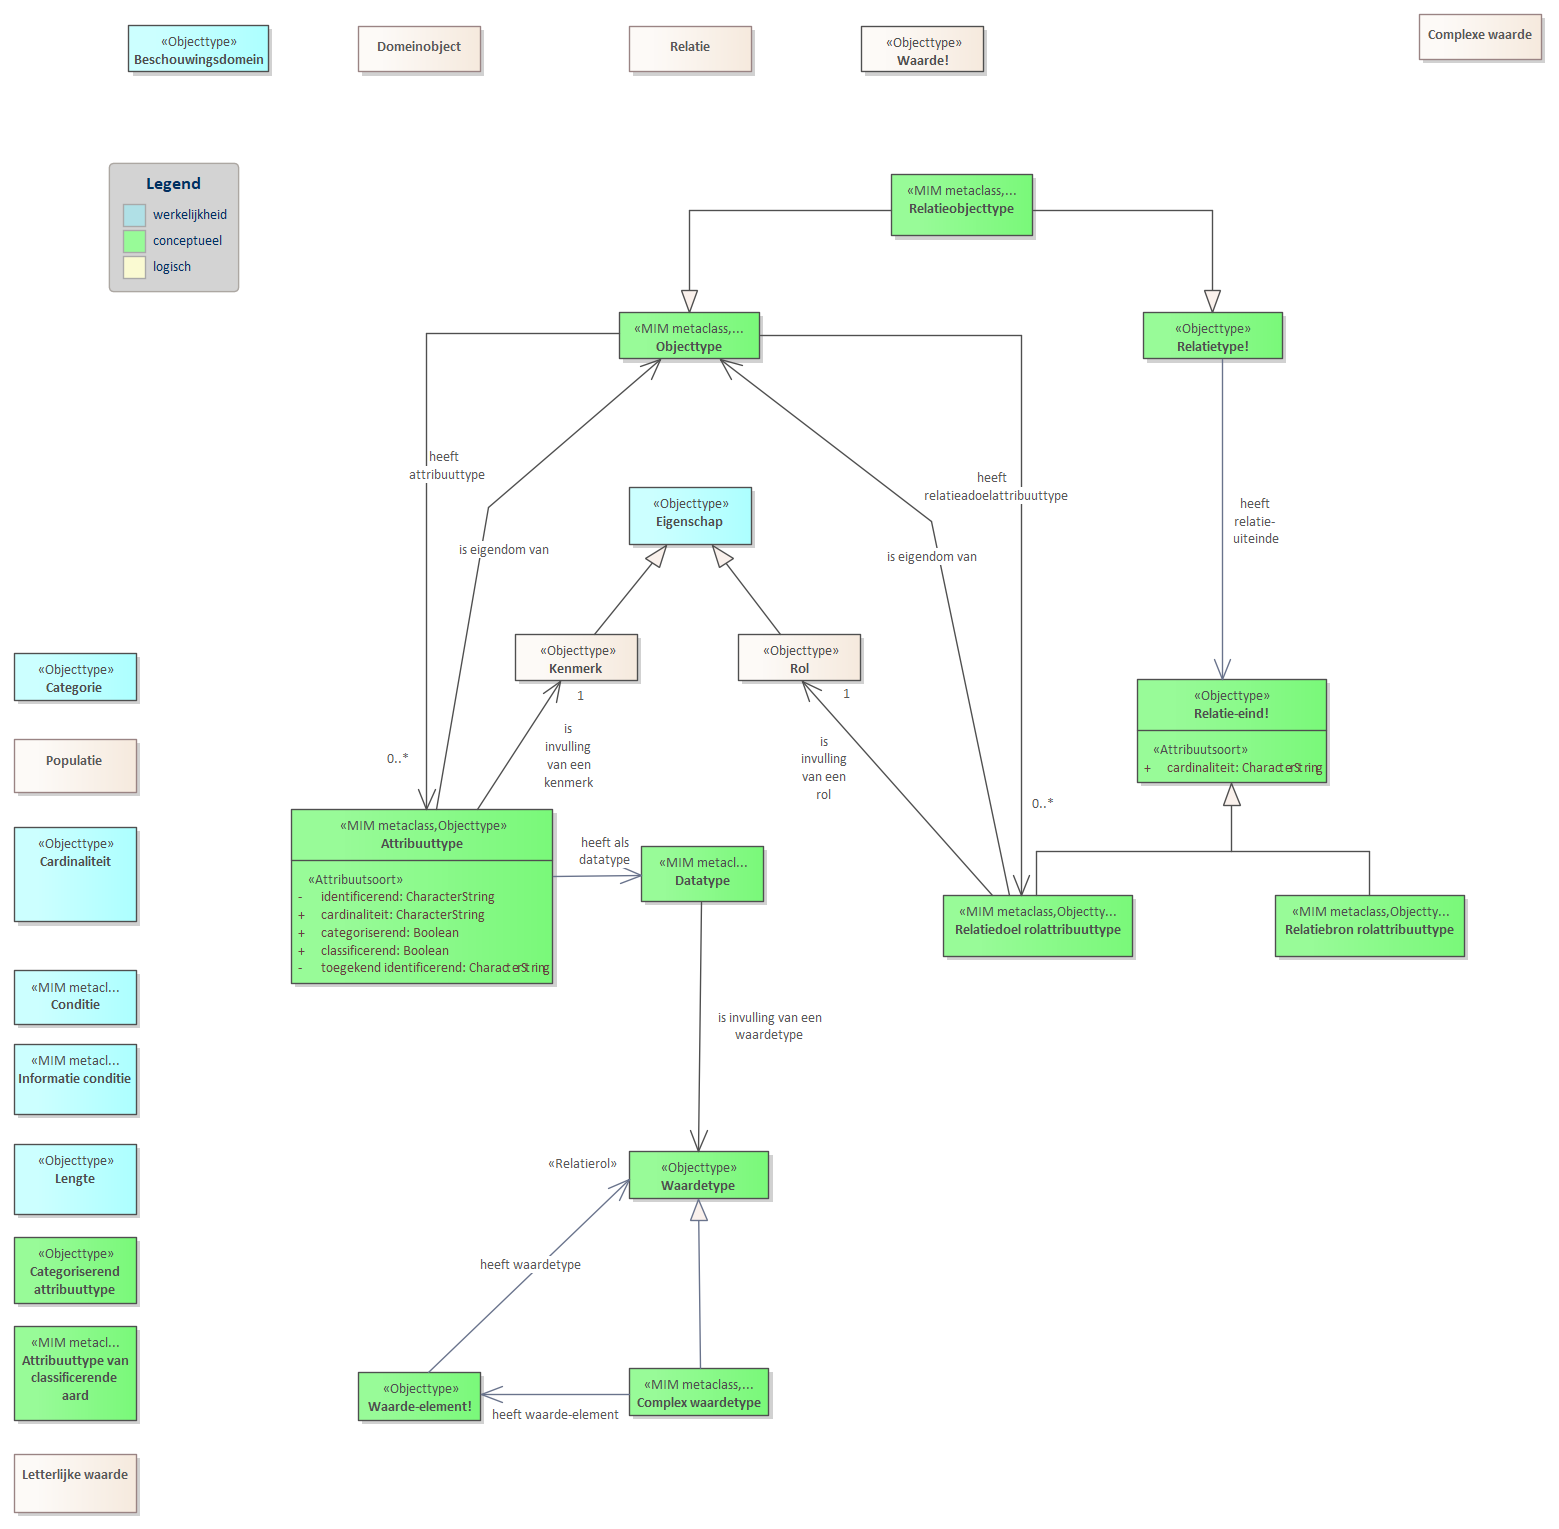 «Objecttype»
Beschouwingsdomein
Domeinobject
Relatie
«Objecttype»
Waarde!
Complexe waarde
Legend
werkelijkheid
conceptueel
logisch
«MIM metaclass,...
Relatieobjecttype
«MIM metaclass,...
Objecttype
«Objecttype»
Relatietype!
heeft
attribuuttype
heeft
relatieadoelattribuuttype
«Objecttype»
Eigenschap
heeft
relatie-
uiteinde
is eigendom van
is eigendom van
«Objecttype»
Kenmerk
«Objecttype»
Rol
1
1
«Objecttype»
Categorie
«Objecttype»
Relatie-eind!
«Attribuutsoort»
+ cardinaliteit: CharacterString
Populatie
is
invulling
van een
kenmerk
is
invulling
van een
rol
0..*
0..*
«Objecttype»
Cardinaliteit
«MIM metaclass,Objecttype»
Attribuuttype
«Attribuutsoort»
- identificerend: CharacterString
+ cardinaliteit: CharacterString
+ categoriserend: Boolean
+ classificerend: Boolean
- toegekend identificerend: CharacterString
heeft als
datatype
«MIM metacl...
Datatype
«MIM metaclass,Objectty...
Relatiedoel rolattribuuttype
«MIM metaclass,Objectty...
Relatiebron rolattribuuttype
«MIM metacl...
Conditie
is invulling van een
waardetype
«MIM metacl...
Informatie conditie
«Objecttype»
Lengte
«Relatierol»
«Objecttype»
Waardetype
«Objecttype»
Categoriserend
attribuuttype
heeft waardetype
«MIM metacl...
Attribuuttype van
classificerende
aard
«Objecttype»
Waarde-element!
«MIM metaclass,...
Complex waardetype
heeft waarde-element
Letterlijke waarde